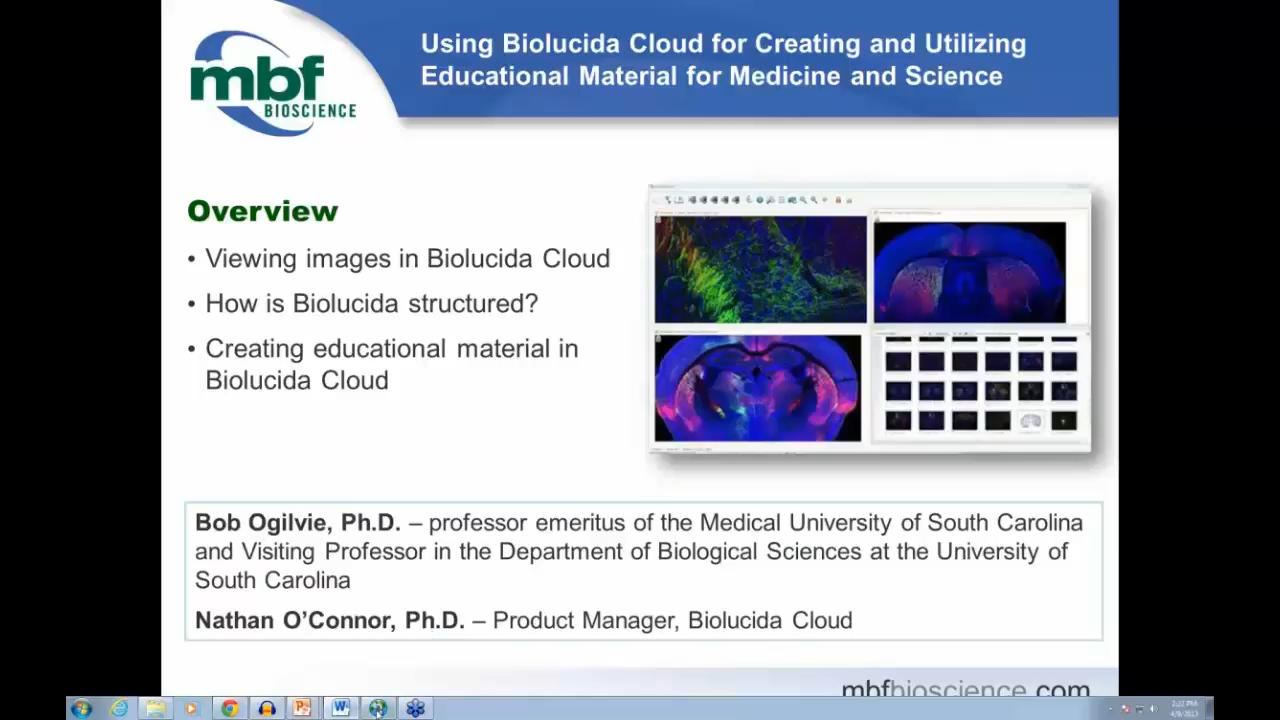 mbf
BIOSCIENCE
Using Biolucida Cloud for Creating and Utilizing
Educational Material for Medicine and Science
Overview
• Viewing images in Biolucida Cloud
• How is Biolucida structured?
• Creating educational material in
Biolucida Cloud
Bob Ogilvie, Ph.D. – professor emeritus of the Medical University of South Carolina
and Visiting Professor in the Department of Biological Sciences at the University of
South Carolina
Nathan O'Connor, Ph.D. – Product Manager, Biolucida Cloud
mbfbioscience.com